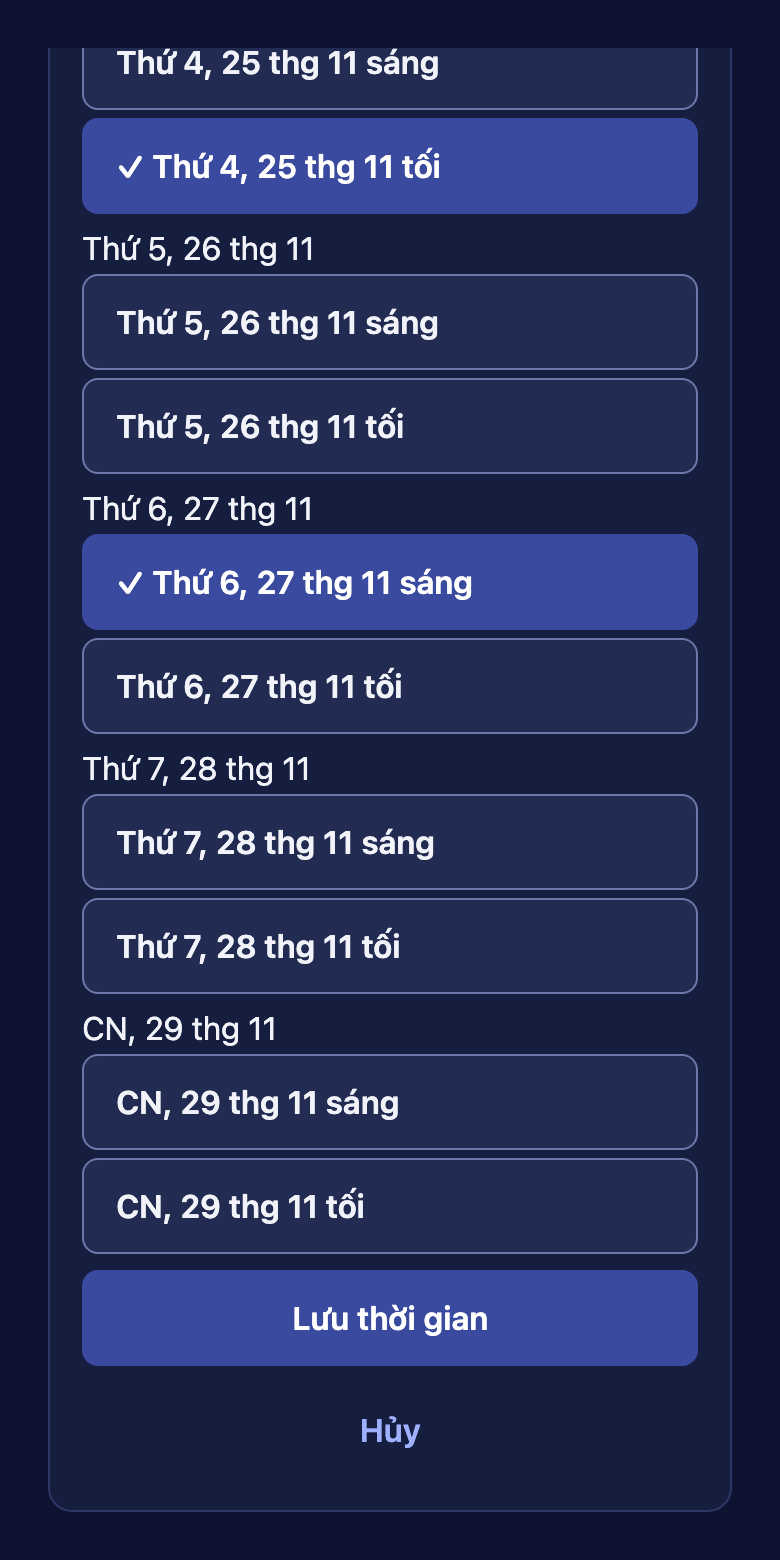 Thứ 4, 25 thg 11 sáng
✓ Thứ 4, 25 thg 11 tối
Thứ 5, 26 thg 11
Thứ 5, 26 thg 11 sáng
Thứ 5, 26 thg 11 tối
Thứ 6, 27 thg 11
✓ Thứ 6, 27 thg 11 sáng
Thứ 6, 27 thg 11 tối
Thứ 7, 28 thg 11
Thứ 7, 28 thg 11 sáng
Thứ 7, 28 thg 11 tối
CN, 29 thg 11
CN, 29 thg 11 sáng
CN, 29 thg 11 tối
Lưu thời gian
Hủy